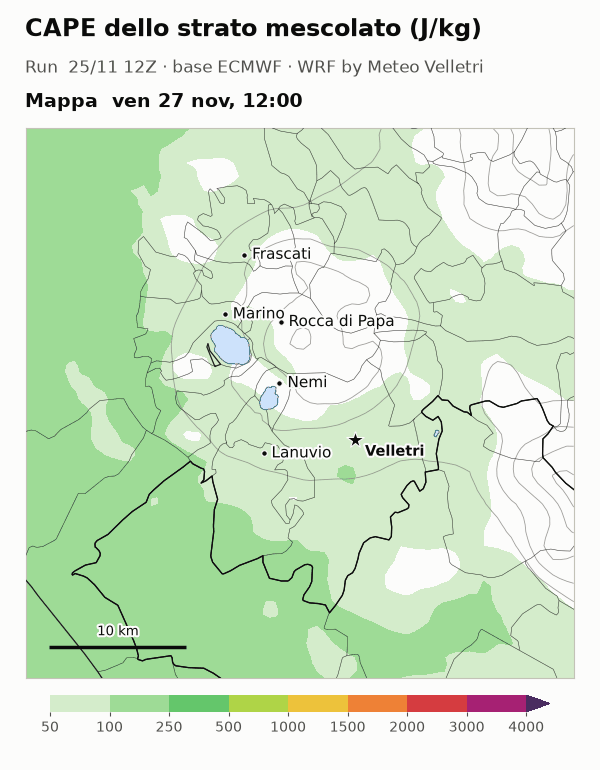 CAPE dello strato mescolato (J/kg)
Run  25/11 12Z · base ECMWF · WRF by Meteo Velletri
Mappa  ven 27 nov, 12:00
Frascati
Marino
Rocca di Papa
Nemi
Velletri
Lanuvio
10 km
50 100 250 500 1000 1500 2000 3000 4000